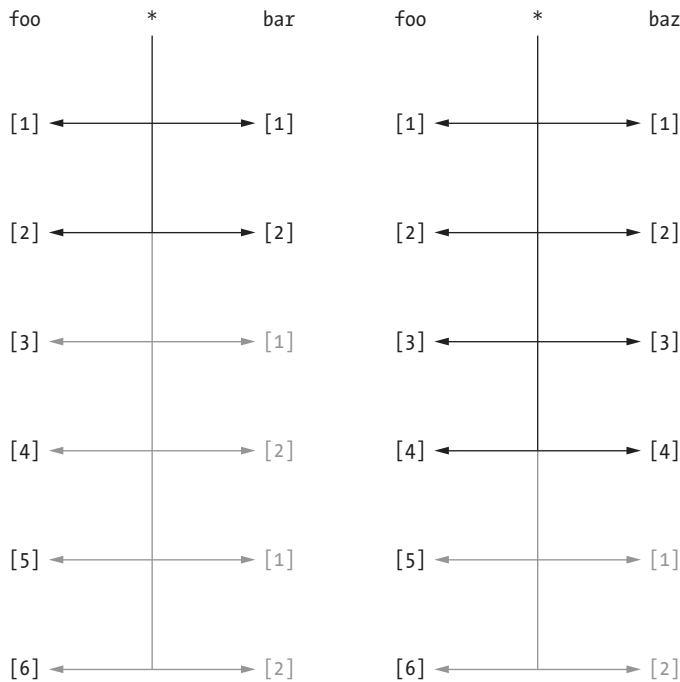 foo * bar foo * baz
[1] [1] [1] [1]
[2] [2] [2] [2]
[3] [1] [3] [3]
[4] [2] [4] [4]
[5] [1] [5] [1]
[6] [2] [6] [2]